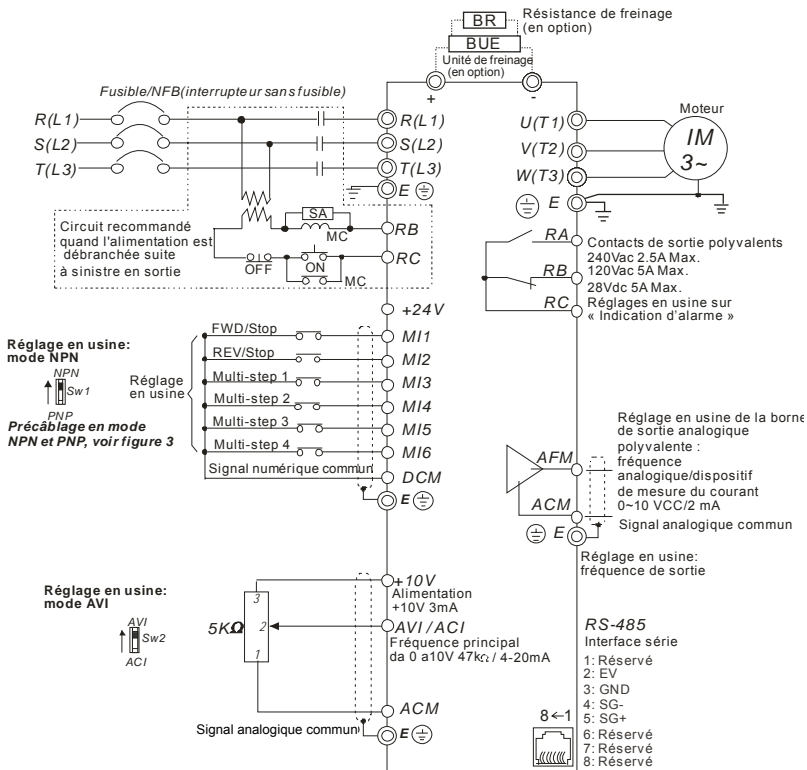 BR
Résistance de freinage
(en option)
BUE
Unité de freinage
(en option)
+
-
Fusible/NFB(interrupteur sans fusible)
R(L1)
S(L2)
T(L3)
R(L1)
S(L2)
T(L3)
E
Circuit recommandé
quand l'alimentation est
débranchée suite
à sinistre en sortie
SA
MC
OFF
ON
MC
RB
RC
U(T1)
V(T2)
W(T3)
E
Moteur
IM
3~
RA
RB
RC
Contacts de sortie polyvalents
240Vac 2.5A Max.
120Vac 5A Max.
28Vdc 5A Max.
Réglages en usine sur
« Indication d'alarme »
+24V
Réglage en usine:
mode NPN
NPN
Sw1
PNP
Précâblage en mode
NPN et PNP, voir figure 3
Réglage
en usine
FWD/Stop
REV/Stop
Multi-step 1
Multi-step 2
Multi-step 3
Multi-step 4
Signal numérique commun
MI1
MI2
MI3
MI4
MI5
MI6
DCM
E
AFM
ACM
E
Réglage en usine de la borne
de sortie analogique
polyvalente :
fréquence
analogique/dispositif
de mesure du courant
0~10 VCC/2 mA
Signal analogique commun
Réglage en usine:
fréquence de sortie
Réglage en usine:
mode AVI
AVI
Sw2
ACI
5KΩ
3
2
1
+10V
Alimentation
+10V 3mA
AVI / ACI
Fréquence principal
da 0 a10V 47kΩ / 4-20mA
ACM
Signal analogique commun
E
RS-485
Interface série
1: Réservé
2: EV
3: GND
4: SG-
5: SG+
6: Réservé
7: Réservé
8: Réservé
8←1